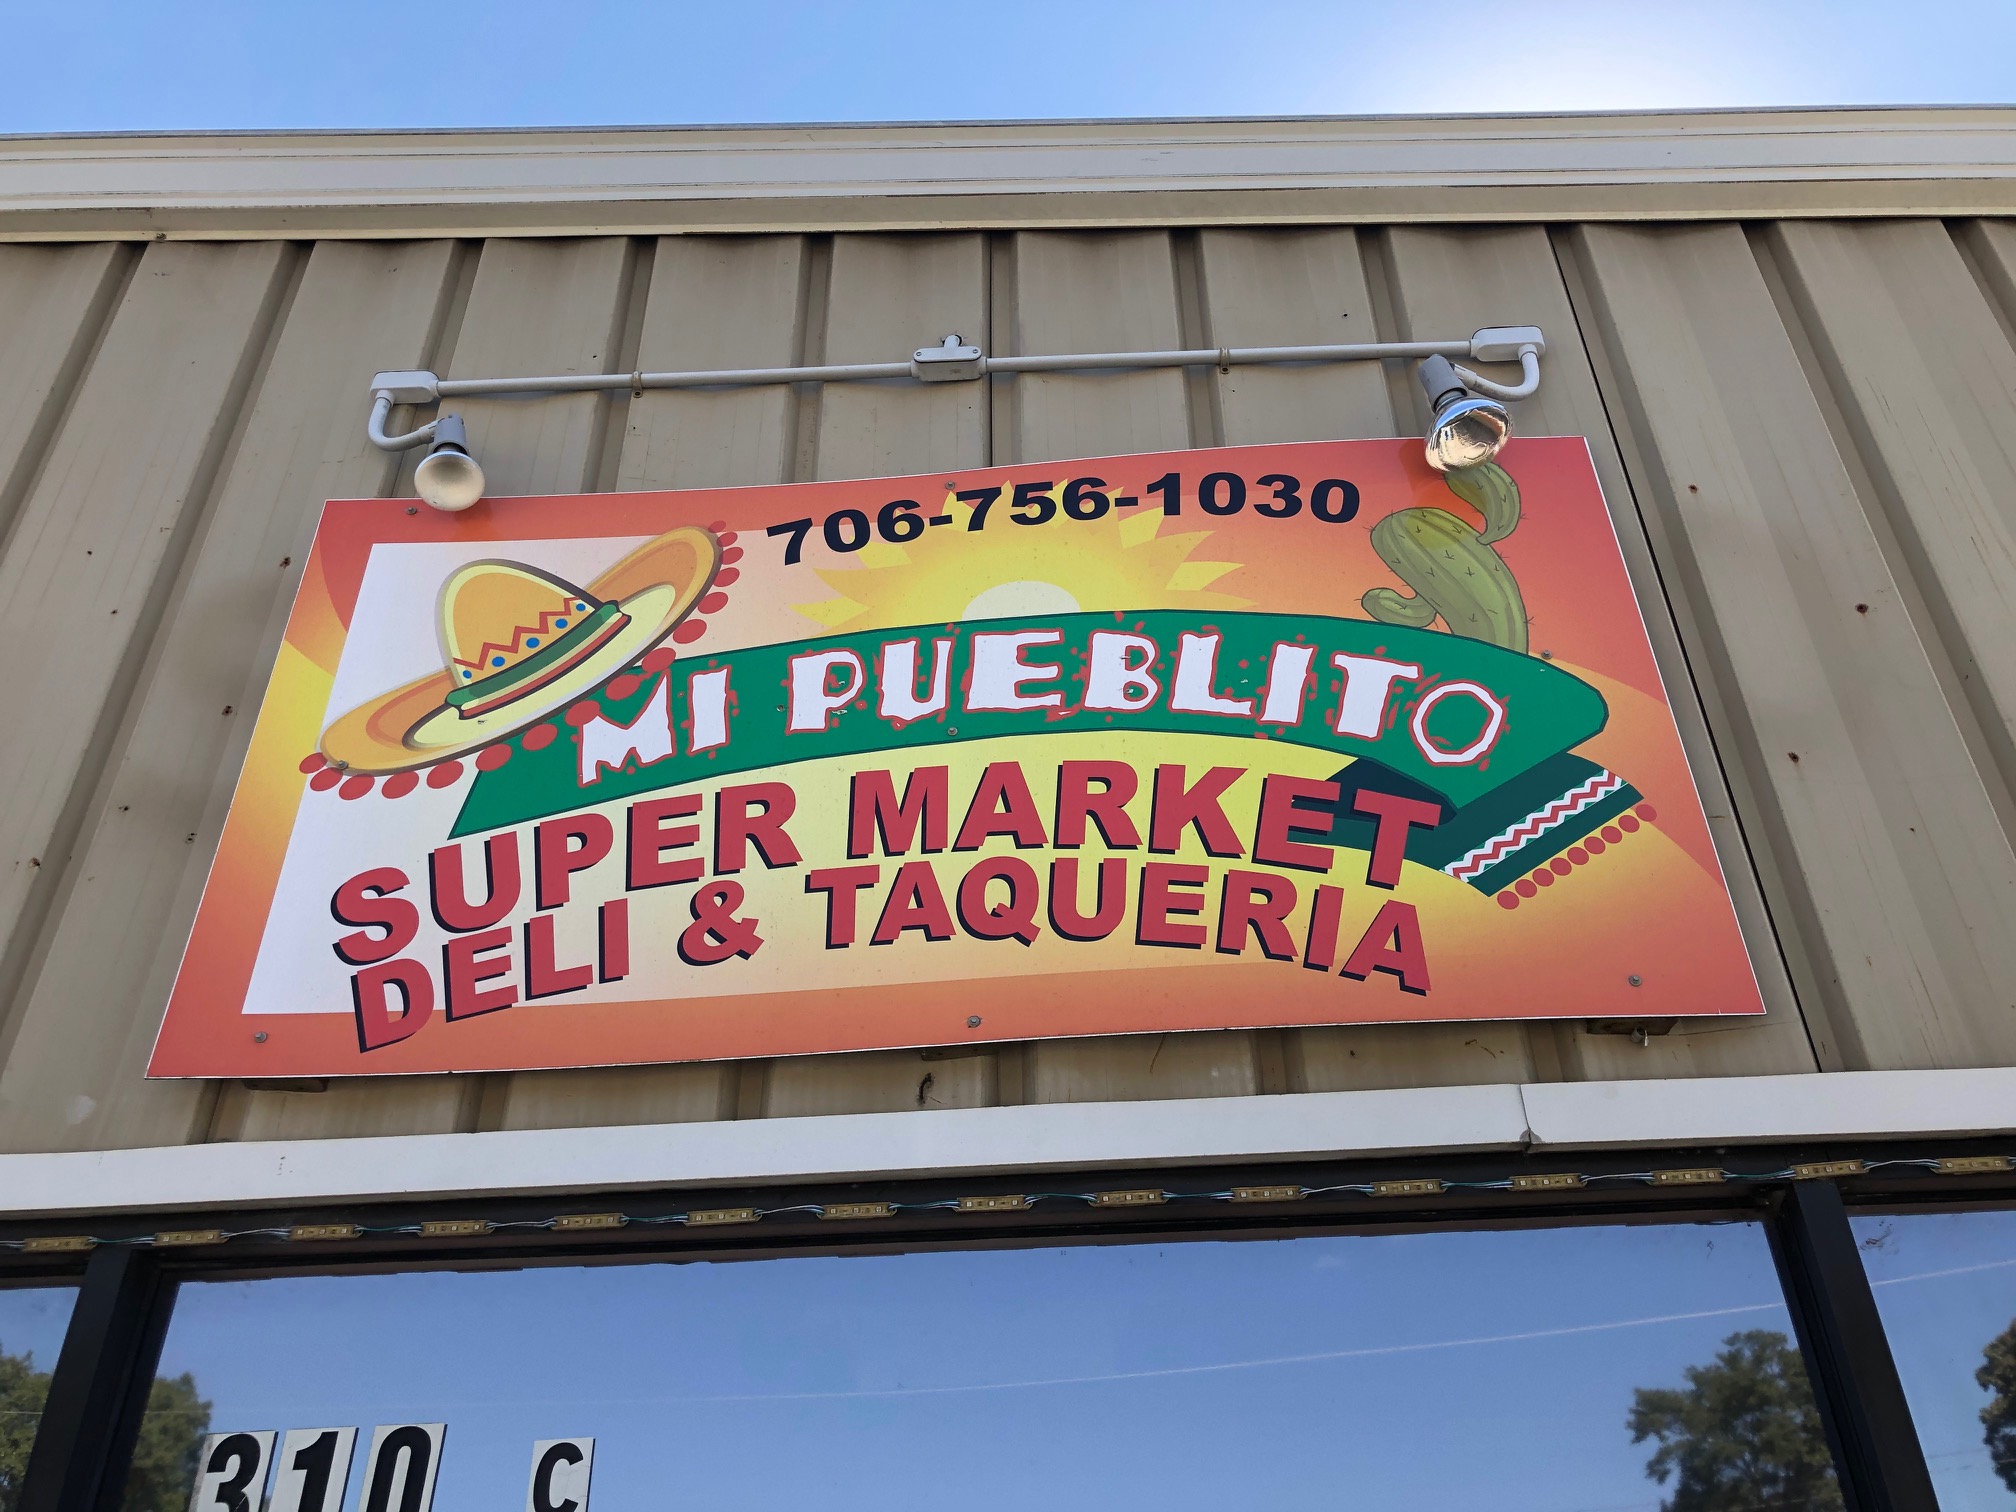 706-756-1030
MI PUEBLITO
SUPER MARKET
DELI & TAQUERIA
310 C